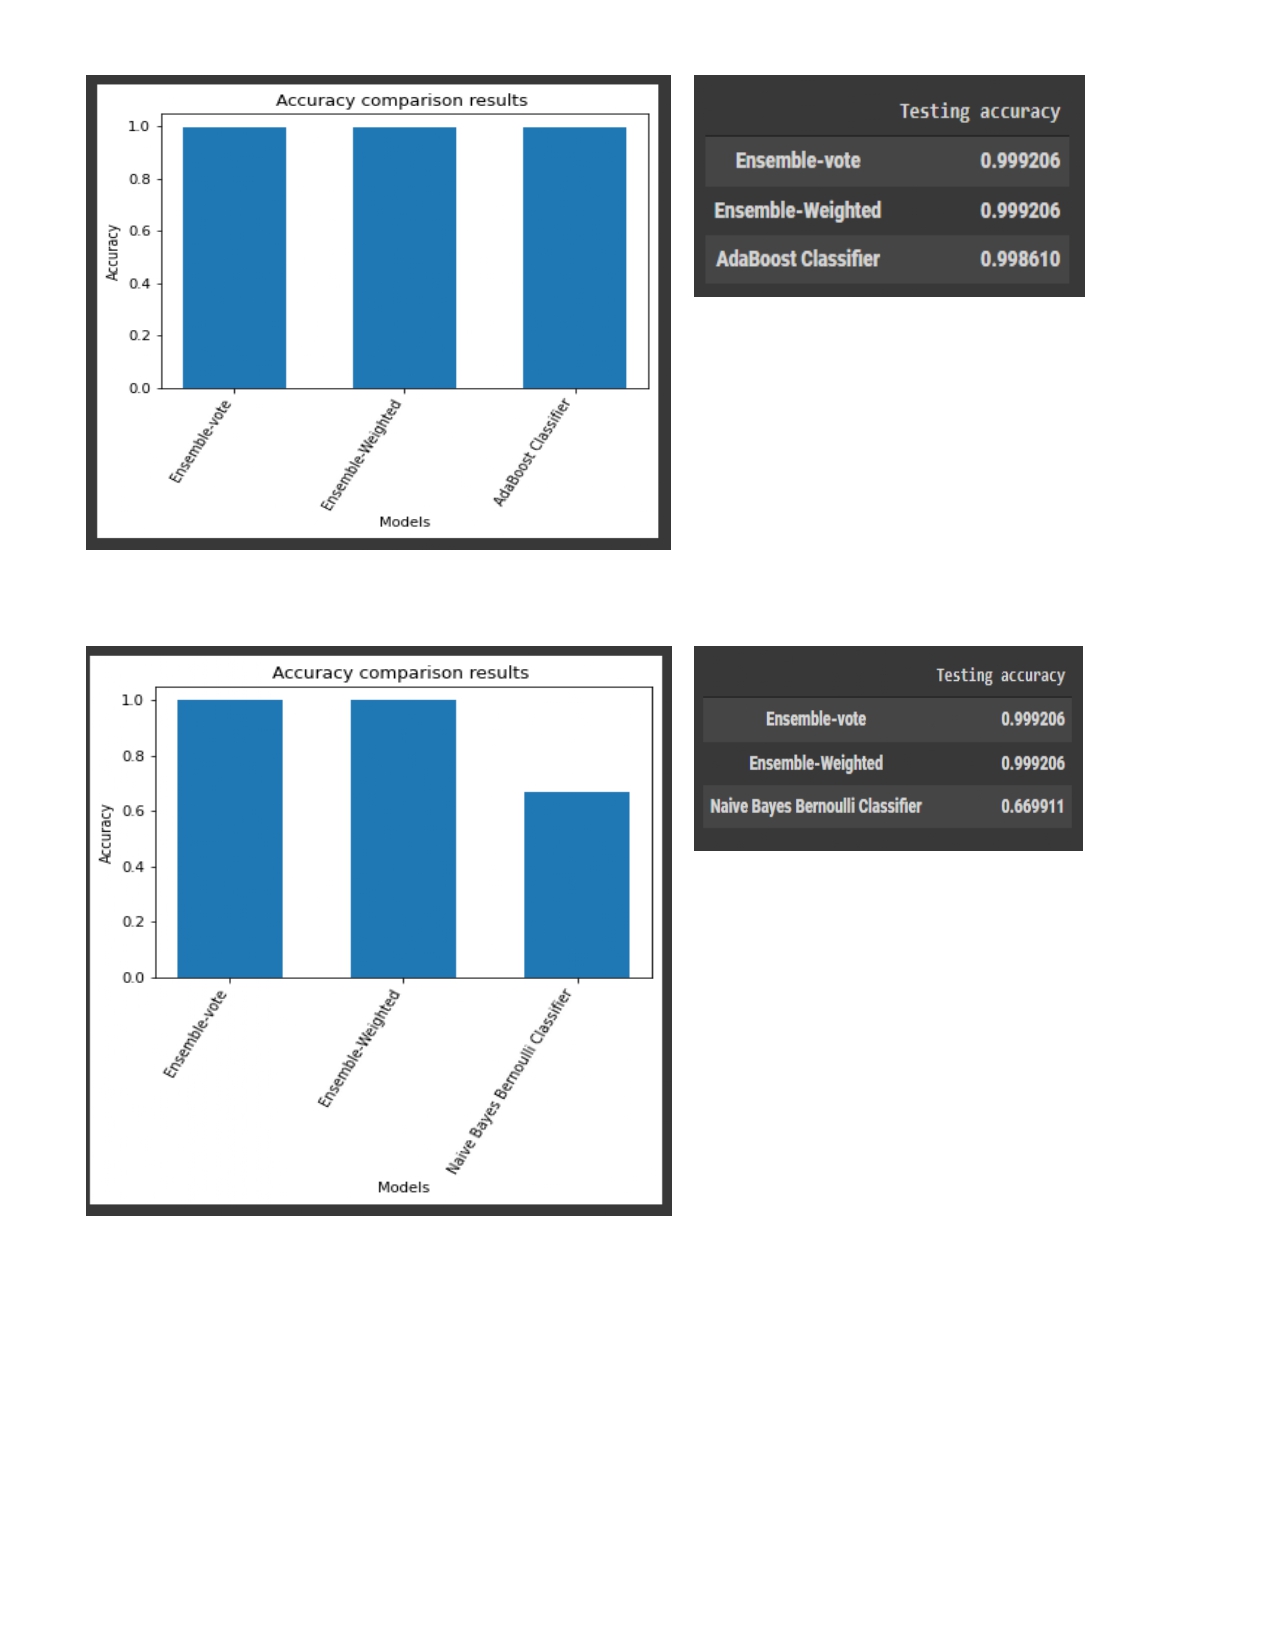 Accuracy comparison results
1.0
0.8
0.6
0.4
0.2
0.0
Accuracy
Ensemble-vote
Ensemble-Weighted
AdaBoost Classifier
Models
Testing accuracy
Ensemble-vote 0.999206
Ensemble-Weighted 0.999206
AdaBoost Classifier 0.998610
Accuracy comparison results
1.0
0.8
0.6
0.4
0.2
0.0
Accuracy
Ensemble-vote
Ensemble-Weighted
Naive Bayes Bernoulli Classifier
Models
Testing accuracy
Ensemble-vote 0.999206
Ensemble-Weighted 0.999206
Naive Bayes Bernoulli Classifier 0.669911